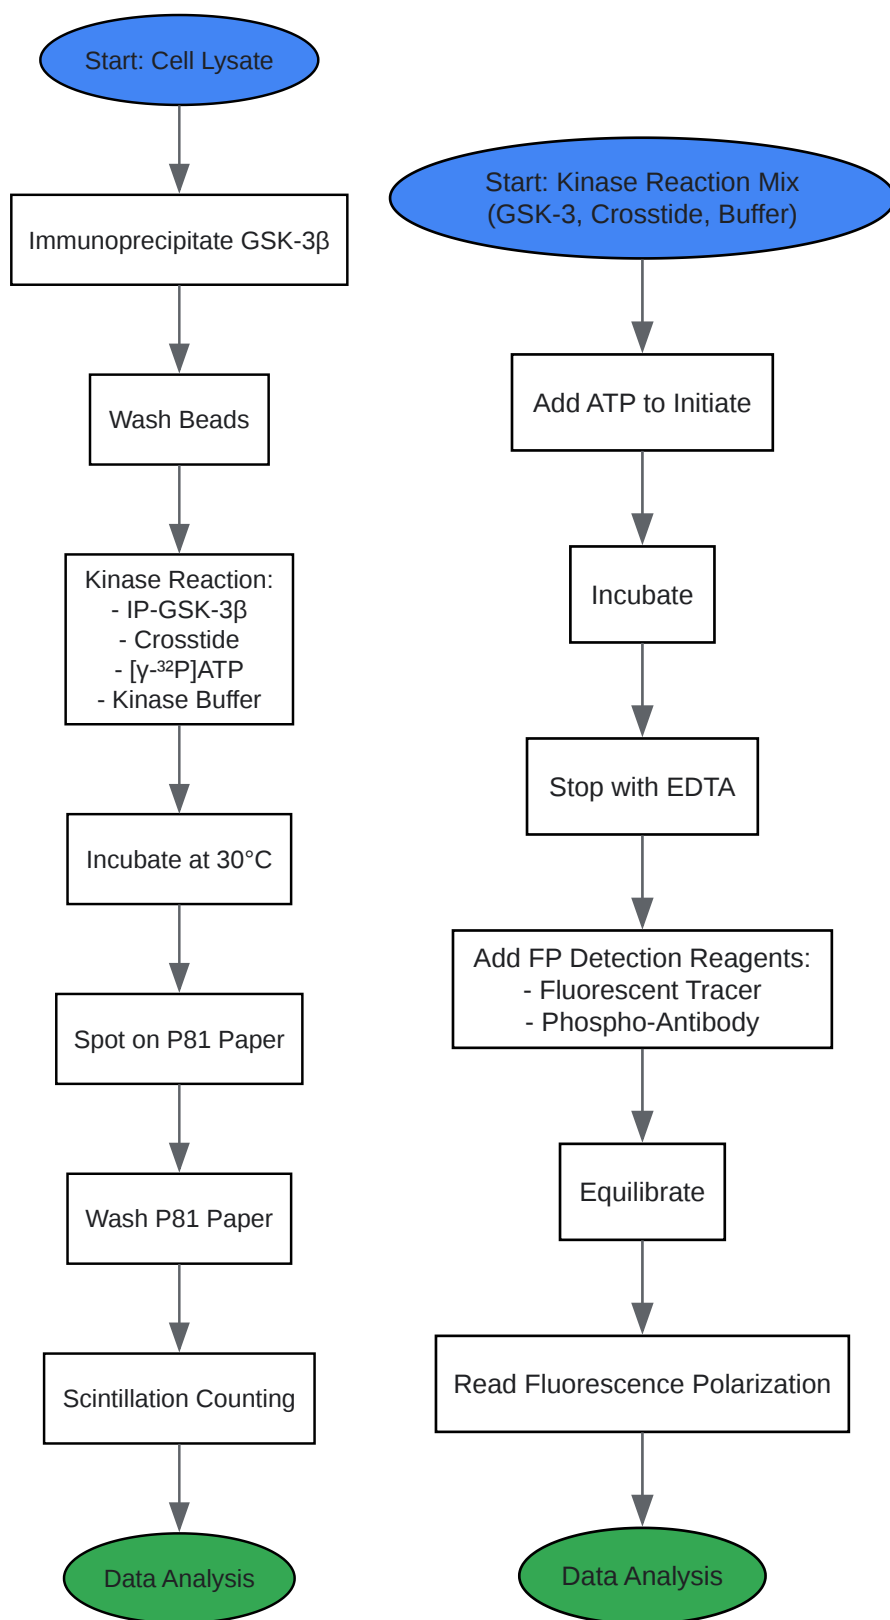 Start: Cell Lysate
Immunoprecipitate GSK-3β
Wash Beads
Kinase Reaction:
- IP-GSK-3β
- Crosstide
- [γ-³²P]ATP
- Kinase Buffer
Incubate at 30°C
Spot on P81 Paper
Wash P81 Paper
Scintillation Counting
Data Analysis
Start: Kinase Reaction Mix
(GSK-3, Crosstide, Buffer)
Add ATP to Initiate
Incubate
Stop with EDTA
Add FP Detection Reagents:
- Fluorescent Tracer
- Phospho-Antibody
Equilibrate
Read Fluorescence Polarization
Data Analysis